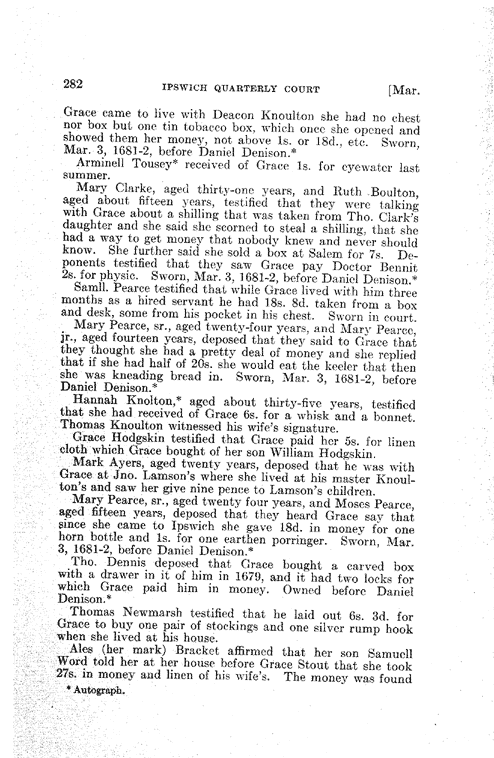 282 IPSWICH QUARTERLY COURT [Mar.
Grace came to live with Deacon Knoulton she had no chest
nor box but one tin tobacco box, which once she opened and
showed them her money, not above 1s. or 18d., etc. Sworn,
Mar. 3, 1681-2, before Daniel Denison.*
Arminell Tousey* received of Grace 1s. for eyewater last
summer.
Mary Clarke, aged thirty-one years, and Ruth Boulton,
aged about fifteen years, testified that they were talking
with Grace about a shilling that was taken from Tho. Clark's
daughter and she said she scorned to steal a shilling, that she
had a way to get money that nobody knew and never should
know. She further said she sold a box at Salem for 7s. De-
ponents testified that they saw Grace pay Doctor Bennit
2s. for physic. Sworn, Mar. 3, 1681-2, before Daniel Denison.*
Samll. Pearce testified that while Grace lived with him three
months as a hired servant he had 18s. 8d. taken from a box
and desk, some from his pocket in his chest. Sworn in court.
Mary Pearce, sr., aged twenty-four years, and Mary Pearce,
jr., aged fourteen years, deposed that they said to Grace that
they thought she had a pretty deal of money and she replied
that if she had half of 20s. she would eat the keeler that then
she was kneading bread in. Sworn, Mar. 3, 1681-2, before
Daniel Denison.*
Hannah Knolton,* aged about thirty-five years, testified
that she had received of Grace 6s. for a whisk and a bonnet.
Thomas Knoulton witnessed his wife's signature.
Grace Hodgskin testified that Grace paid her 5s. for linen
cloth which Grace bought of her son William Hodgskin.
Mark Ayers, aged twenty years, deposed that he was with
Grace at Jno. Lamson's where she lived at his master Knoul-
ton's and saw her give nine pence to Lamson's children.
Mary Pearce, sr., aged twenty four years, and Moses Pearce,
aged fifteen years, deposed that they heard Grace say that
since she came to Ipswich she gave 18d. in money for one
horn bottle and 1s. for one earthen porringer. Sworn, Mar.
3, 1681-2, before Daniel Denison.*
Tho. Dennis deposed that Grace bought a carved box
with a drawer in it of him in 1679, and it had two locks for
which Grace paid him in money. Owned before Daniel
Denison.*
Thomas Newmarsh testified that he laid out 6s. 3d. for
Grace to buy one pair of stockings and one silver rump hook
when she lived at his house.
Ales (her mark) Bracket affirmed that her son Samuell
Word told her at her house before Grace Stout that she took
27s. in money and linen of his wife's. The money was found
* Autograph.